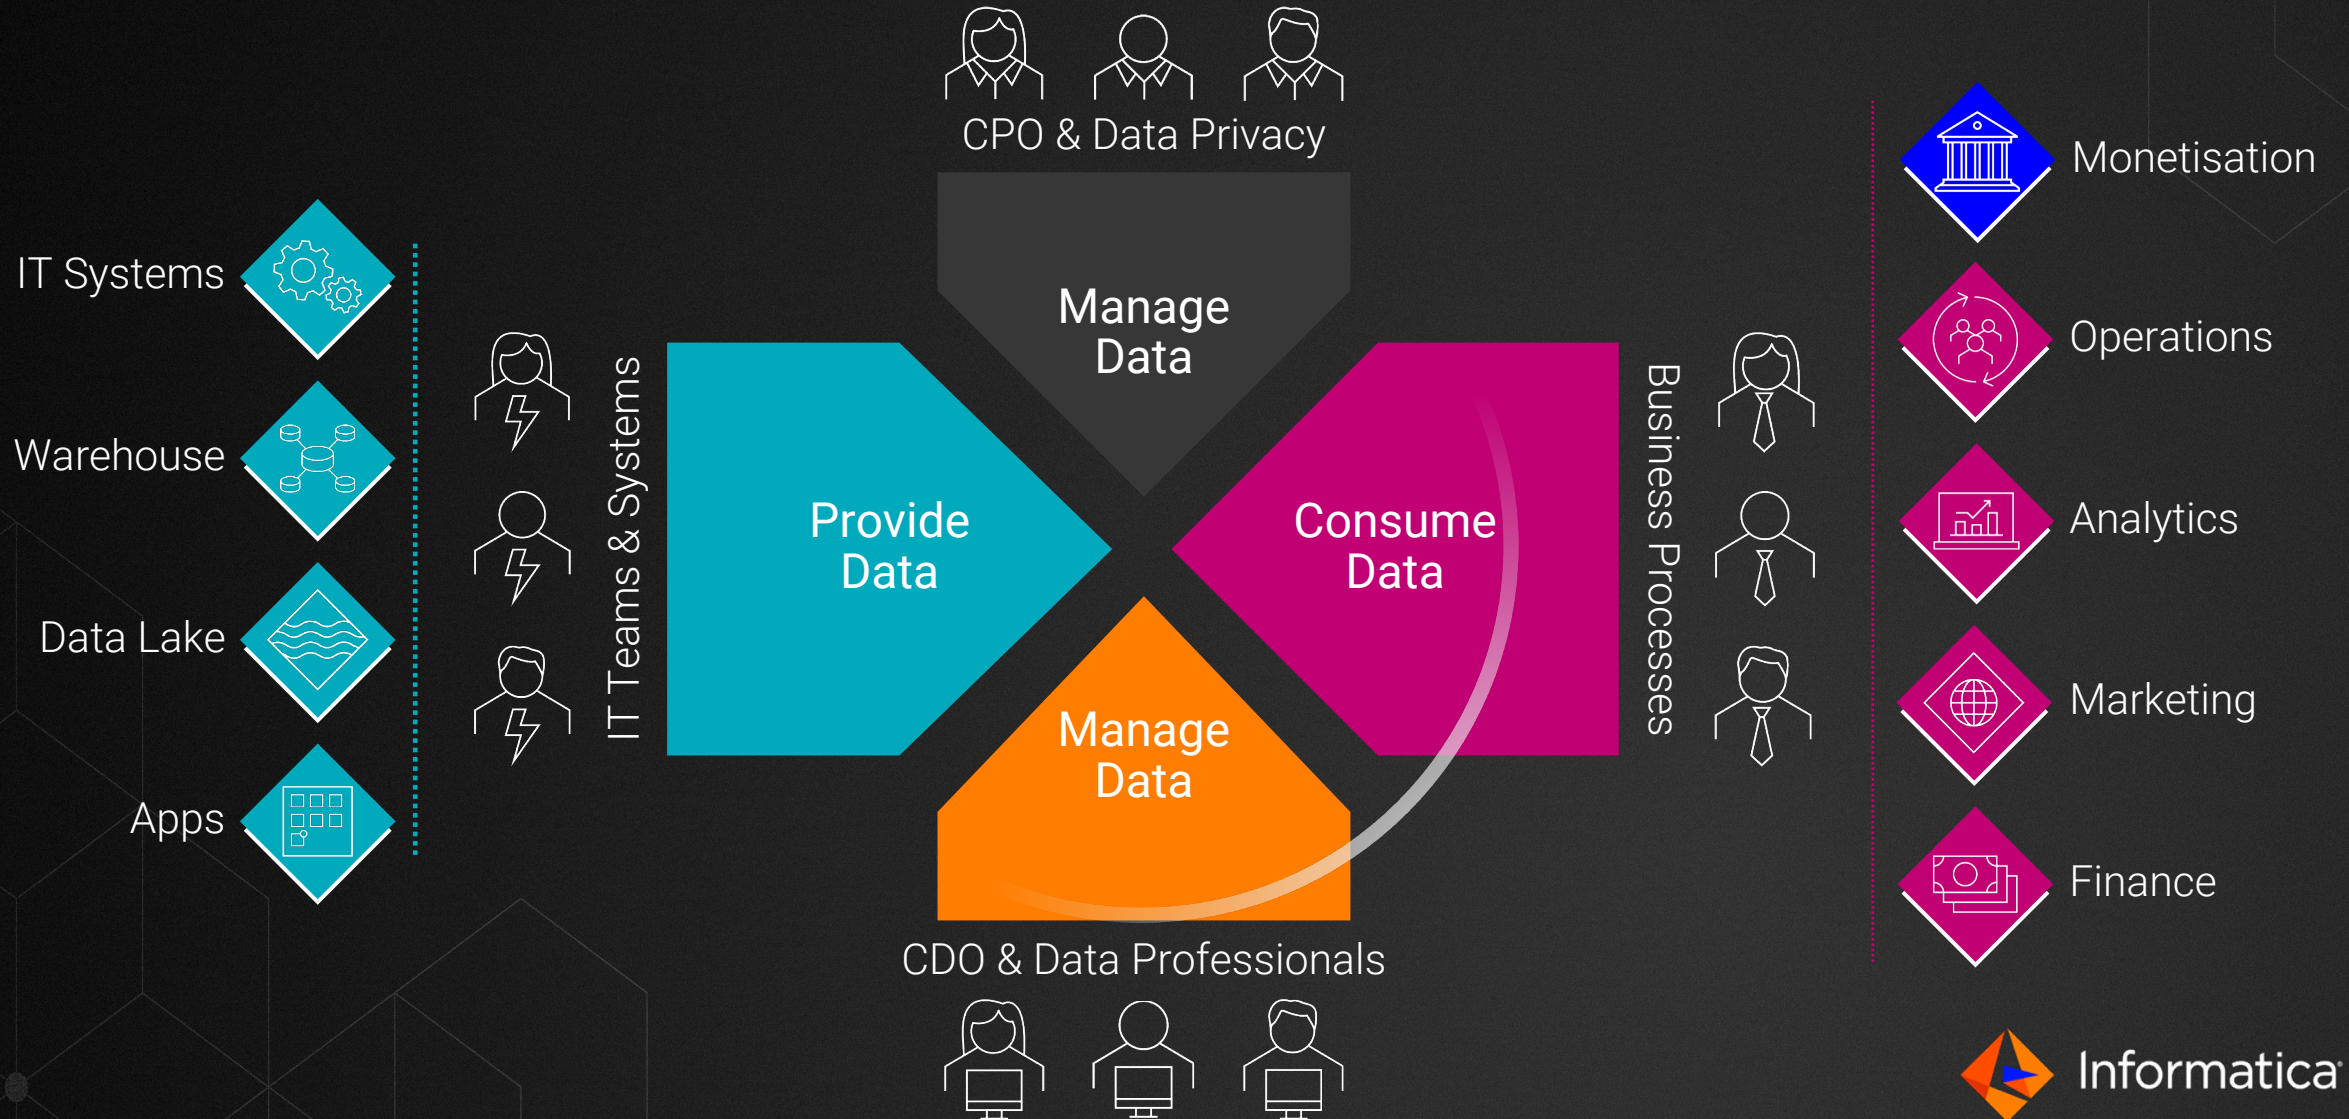 CPO & Data Privacy
Manage
Data
IT Systems
Warehouse
Data Lake
Apps
IT Teams & Systems
Provide
Data
Consume
Data
Business Processes
Manage
Data
CDO & Data Professionals
Monetisation
Operations
Analytics
Marketing
Finance
Informatica